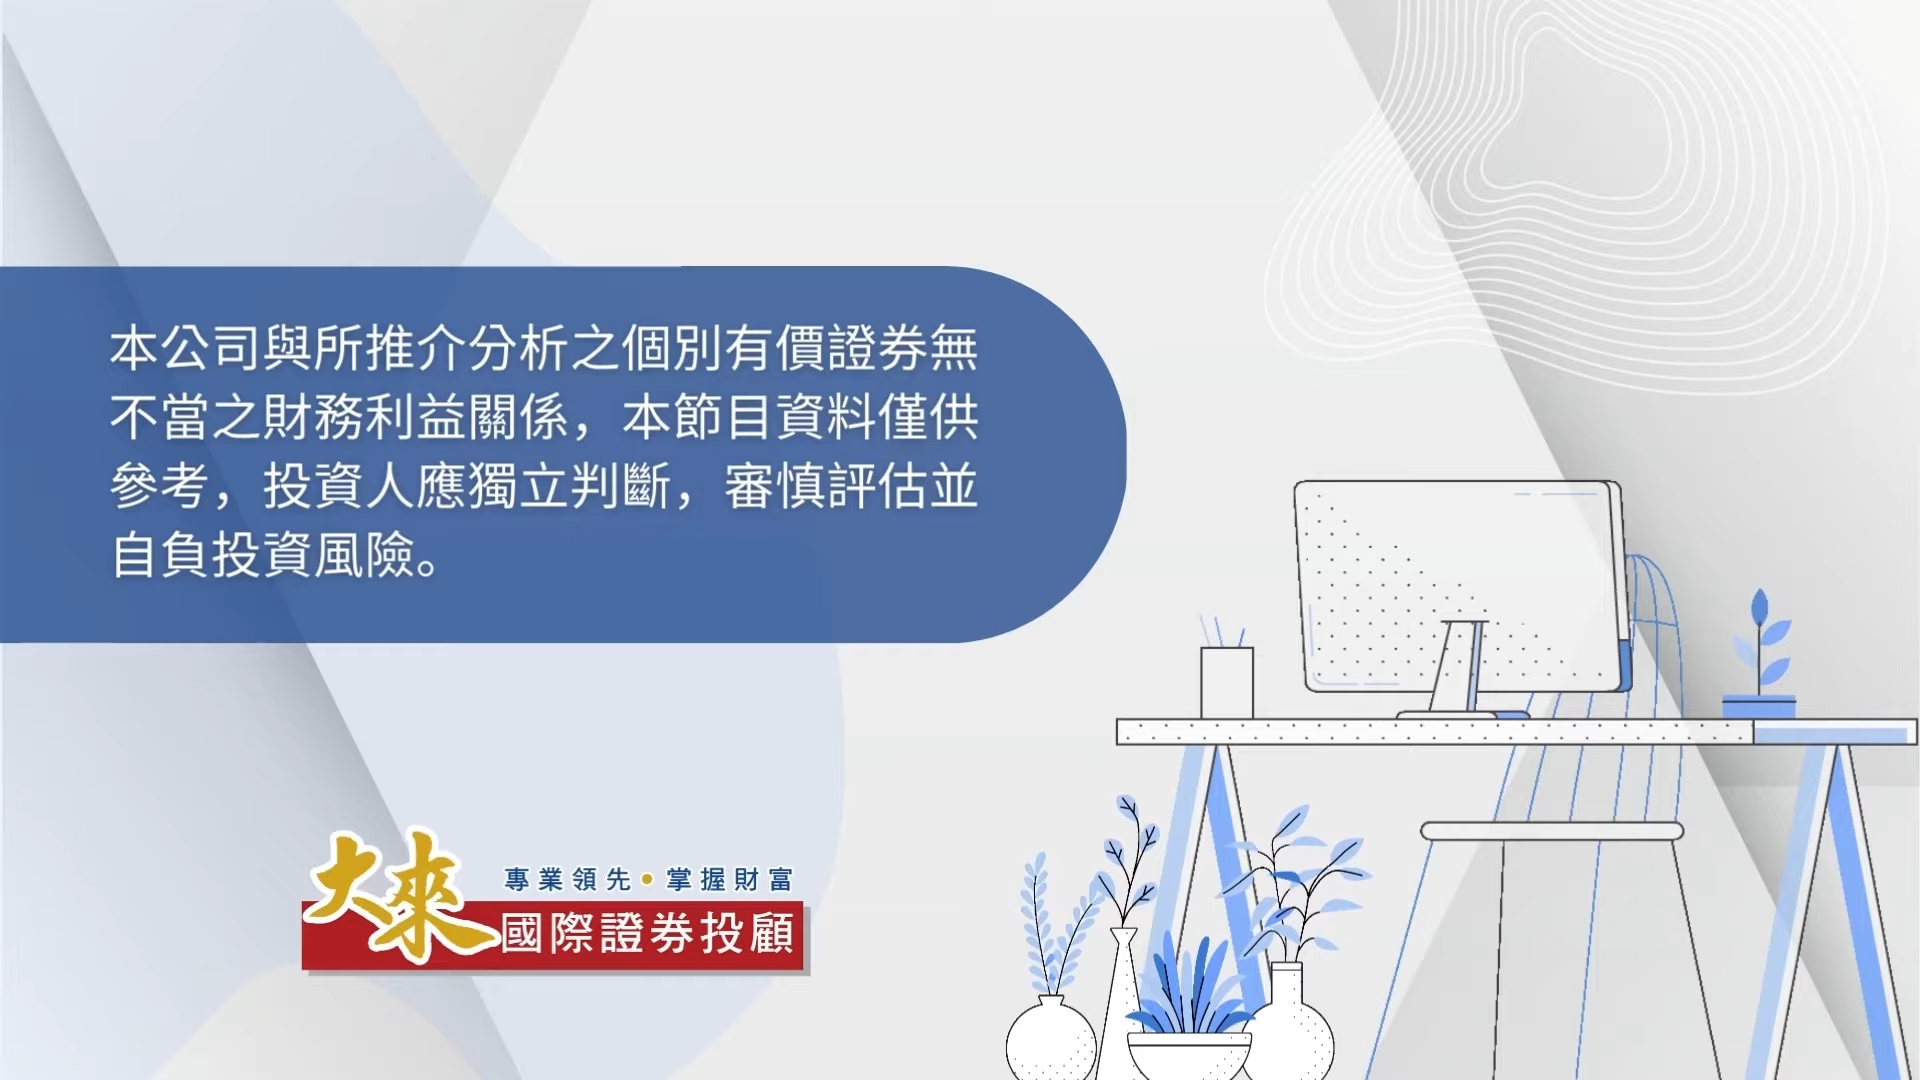 本公司與所推介分析之個別有價證券無
不當之財務利益關係，本節目資料僅供
參考，投資人應獨立判斷，審慎評估並
自負投資風險。
專業領先•掌握財富
大來國際證券投顧